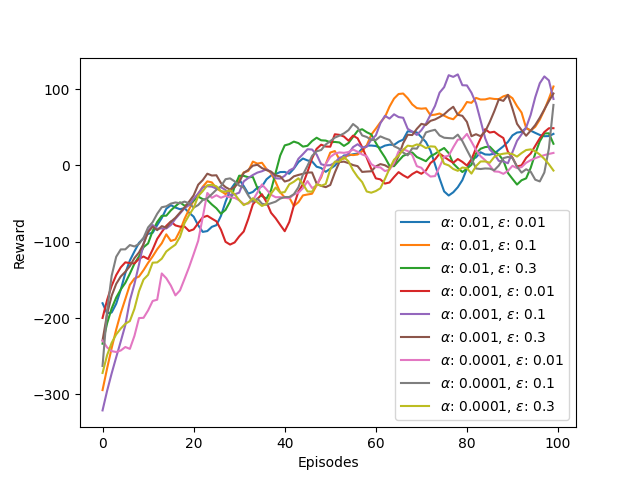 100
0
−100
−200
−300
Reward
0
20
40
60
80
100
Episodes
α: 0.01, ε: 0.01
α: 0.01, ε: 0.1
α: 0.01, ε: 0.3
α: 0.001, ε: 0.01
α: 0.001, ε: 0.1
α: 0.001, ε: 0.3
α: 0.0001, ε: 0.01
α: 0.0001, ε: 0.1
α: 0.0001, ε: 0.3